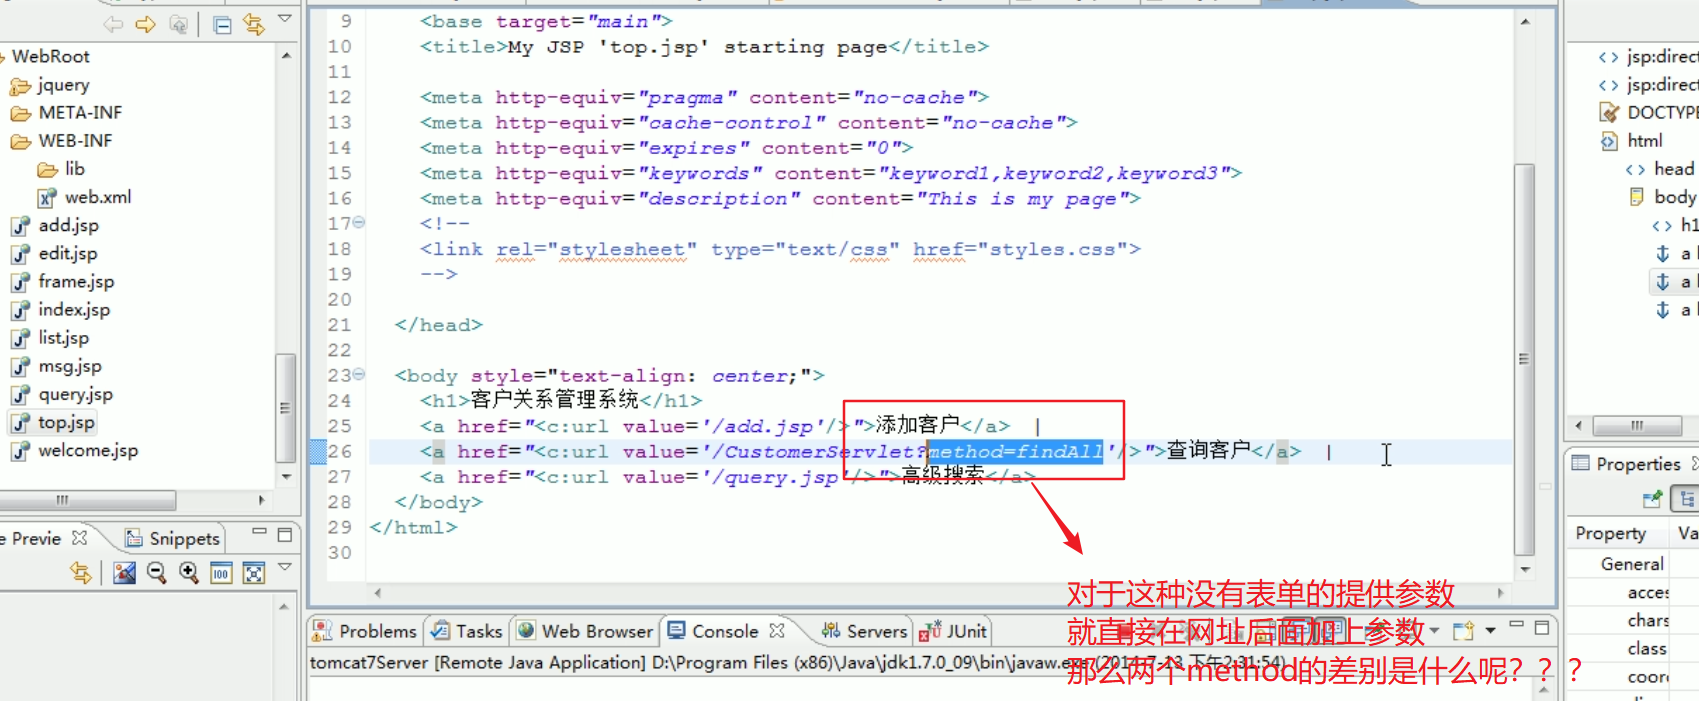 WebRoot
jquery
META-INF
WEB-INF
lib
web.xml
add.jsp
edit.jsp
frame.jsp
index.jsp
list.jsp
msg.jsp
query.jsp
top.jsp
welcome.jsp
e Previe
Snippets
100
9 <base target="main">
10 <title>My JSP 'top.jsp' starting page</title>
11
12 <meta http-equiv="pragma" content="no-cache">
13 <meta http-equiv="cache-control" content="no-cache">
14 <meta http-equiv="expires" content="0">
15 <meta http-equiv="keywords" content="keyword1,keyword2,keyword3">
16 <meta http-equiv="description" content="This is my page">
17 <!--
18 <link rel="stylesheet" type="text/css" href="styles.css">
19 -->
20
21 </head>
22
23 <body style="text-align: center;">
24 <h1>客户关系管理系统</h1>
25 <a href="<c:url value='/add.jsp'/>">添加客户</a> |
26 <a href="<c:url value='/CustomerServlet?method=findAll'/>">查询客户</a> |
27 <a href="<c:url value='/query.jsp'/>">高级搜索</a>
28 </body>
29 </html>
30
对于这种没有表单的提供参数
就直接在网址后面加上参数
那么两个method的差别是什么呢？？？
Problems
Tasks
Web Browser
Console
Servers
JUnit
tomcat7Server [Remote Java Application] D:\Program Files (x86)\Java\jdk1.7.0_09\bin\javaw.exe (2014-7-13 下午2:31:54)
jsp:direct
jsp:direct
DOCTYPE
html
head
body
h1
a
a
a
Properties
Property
Va
General
acces
chars
class
coord